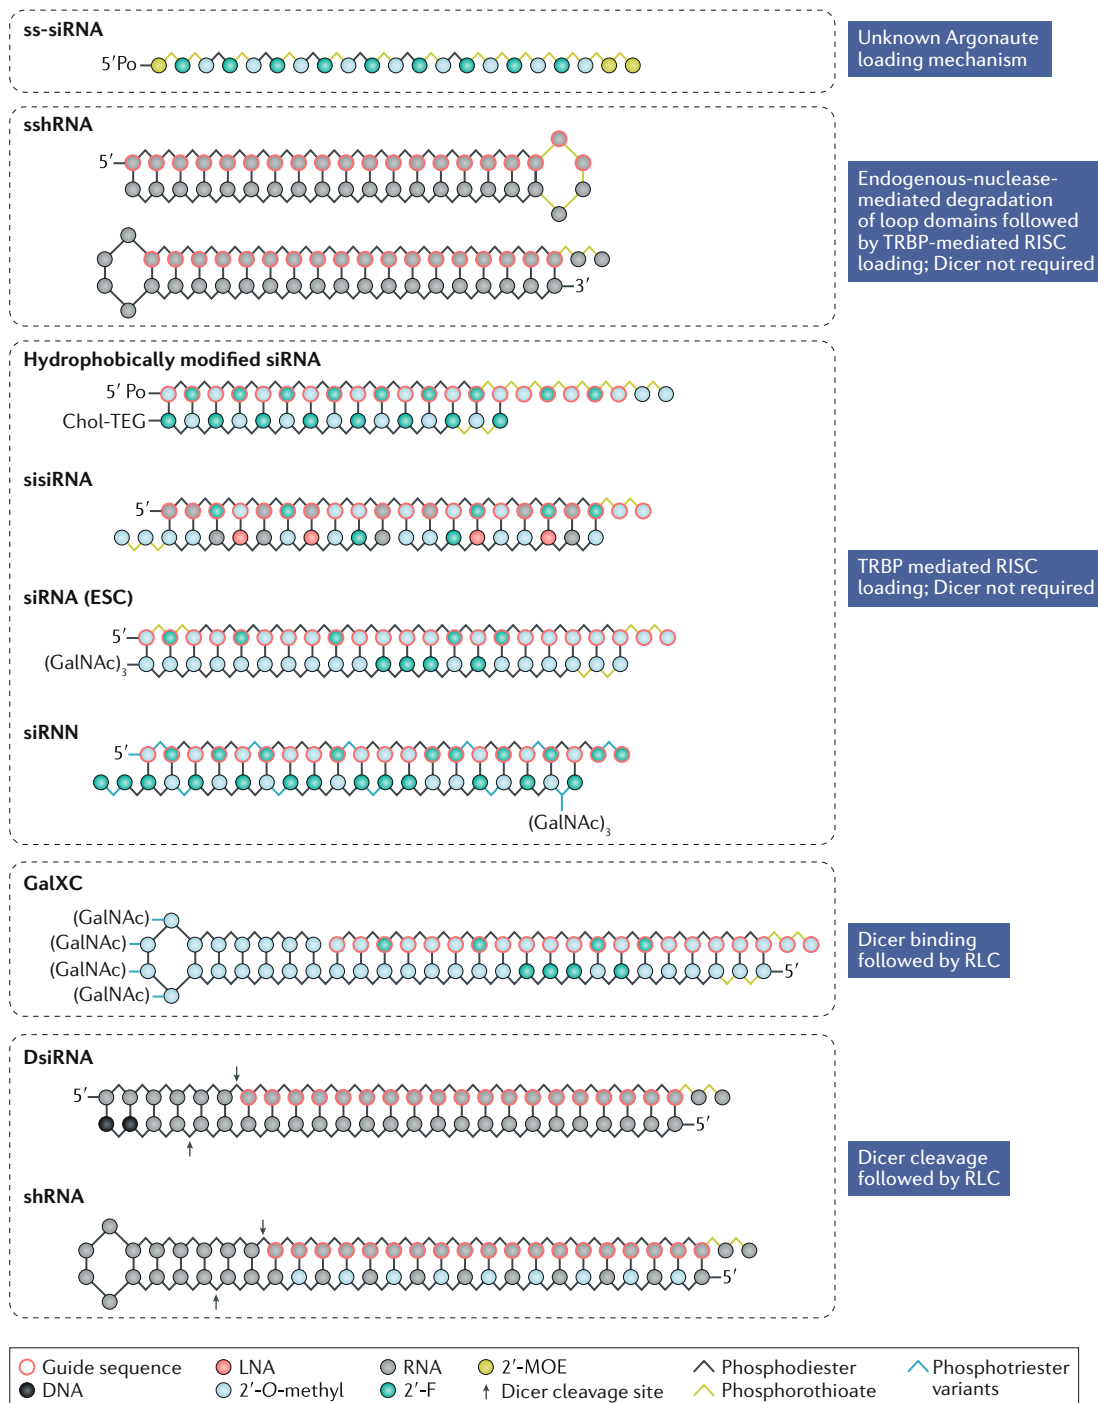 ss-siRNA
5′Po
Unknown Argonaute
loading mechanism
sshRNA
5′
3′
Endogenous-nuclease-
mediated degradation
of loop domains followed
by TRBP-mediated RISC
loading; Dicer not required
Hydrophobically modified siRNA
5′ Po
Chol-TEG
sisiRNA
5′
siRNA (ESC)
5′
(GalNAc)₃
siRNN
5′
(GalNAc)₃
TRBP mediated RISC
loading; Dicer not required
GalXC
(GalNAc)
(GalNAc)
(GalNAc)
(GalNAc)
5′
Dicer binding
followed by RLC
DsiRNA
5′
5′
shRNA
5′
Dicer cleavage
followed by RLC
Guide sequence
DNA
LNA
2′-O-methyl
RNA
2′-F
2′-MOE
Dicer cleavage site
Phosphodiester
Phosphorothioate
Phosphotriester
variants